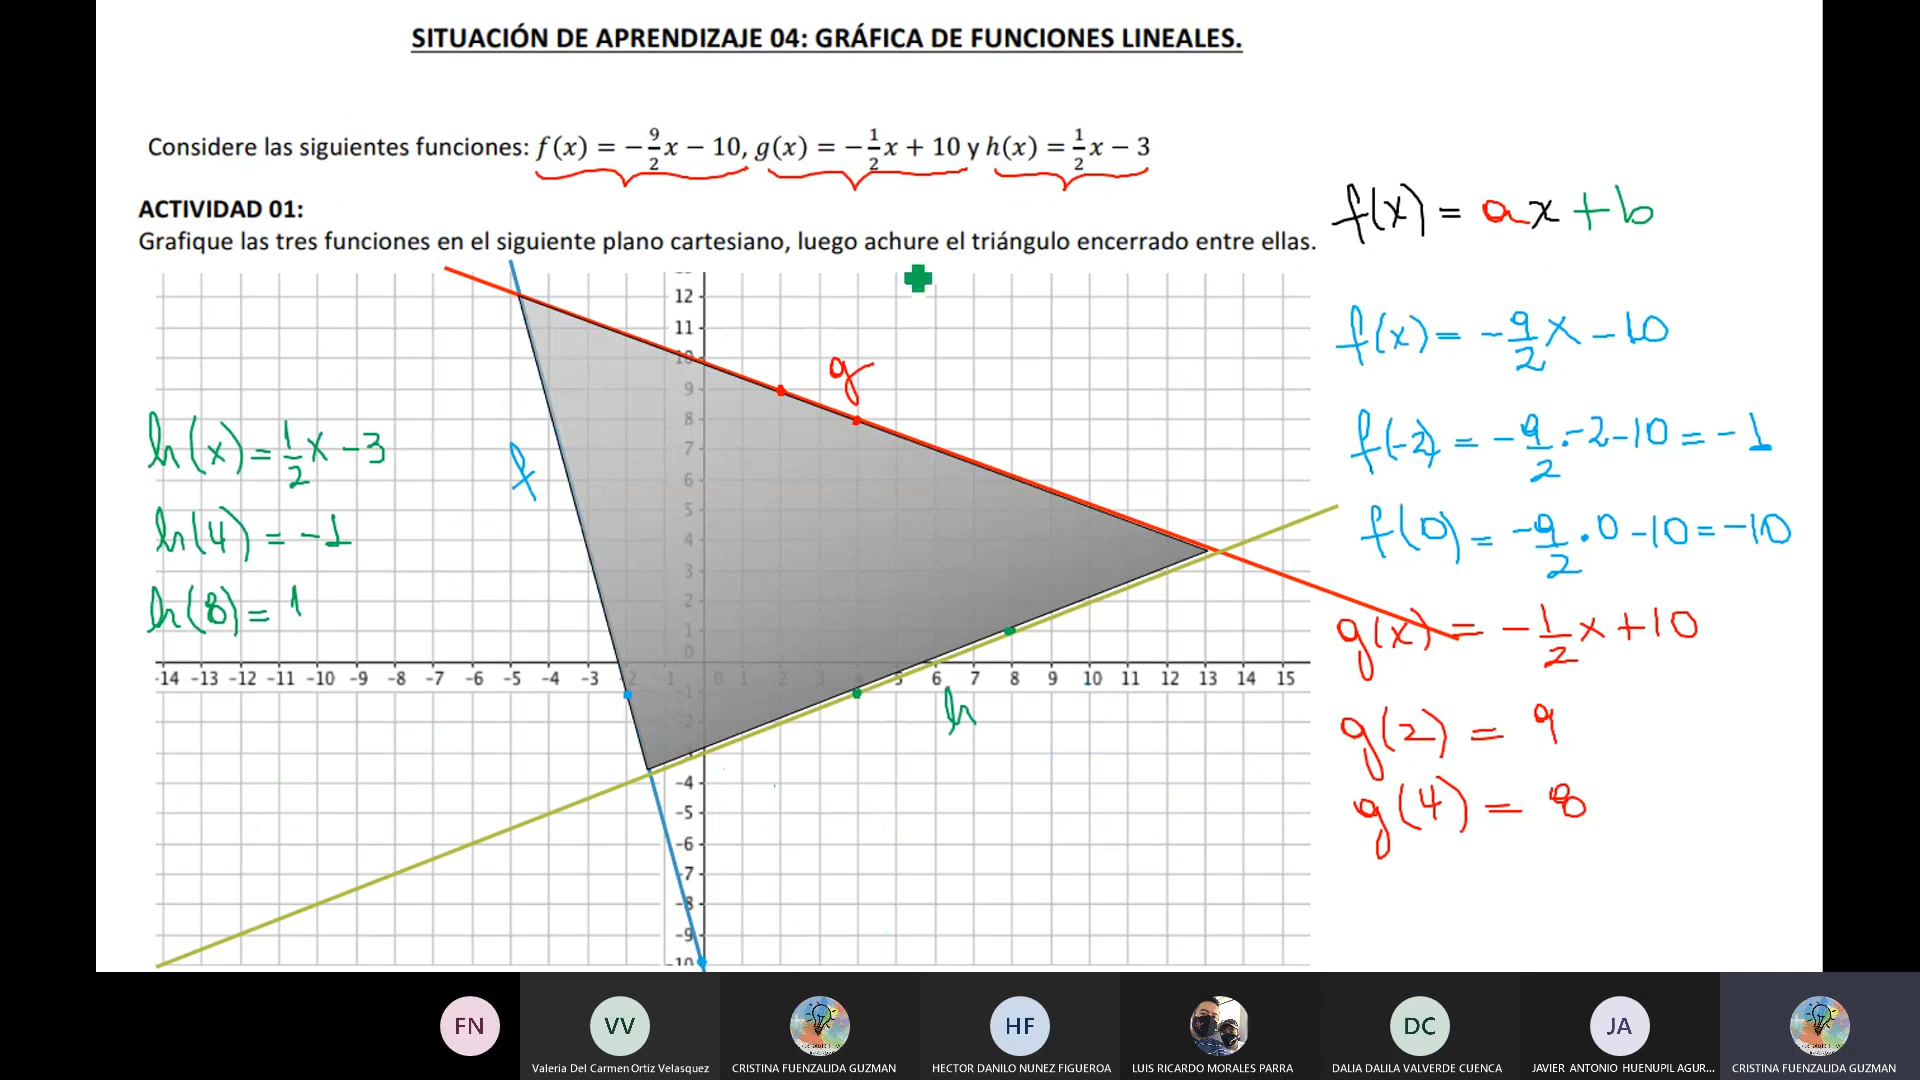 SITUACIÓN DE APRENDIZAJE 04: GRÁFICA DE FUNCIONES LINEALES.
Considere las siguientes funciones: f(x) = −9/2x − 10, g(x) = −1/2x + 10 y h(x) = 1/2x − 3
ACTIVIDAD 01:
Grafique las tres funciones en el siguiente plano cartesiano, luego achure el triángulo encerrado entre ellas.
f(x) = ax + b
f(x) = -9/2 x - 10
f(-2) = -9/2 . -2 - 10 = -1
f(0) = -9/2 • 0 - 10 = -10
g(x) = -1/2 x + 10
g(2) = 9
g(4) = 8
h(x) = 1/2 x - 3
h(4) = -1
h(8) = 1
g
f
h
12
11
10
9
8
7
6
5
4
3
2
1
0
-14 -13 -12 -11 -10 -9 -8 -7 -6 -5 -4 -3 -2 -1 0 1 2 3 4 5 6 7 8 9 10 11 12 13 14 15
-1
-2
-4
-5
-6
-7
-8
-9
-10
FN
VV
HF
DC
JA
Valeria Del Carmen Ortiz Velasquez
CRISTINA FUENZALIDA GUZMAN
HECTOR DANILO NUNEZ FIGUEROA
LUIS RICARDO MORALES PARRA
DALIA DALILA VALVERDE CUENCA
JAVIER ANTONIO HUENUPIL AGUR...
CRISTINA FUENZALIDA GUZMAN